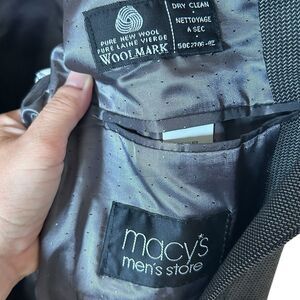 PURE NEW WOOL
PURE LAINE VIERGE
WOOLMARK
DRY CLEAN
•
NETTOYAGE
A SEC
macy's
men's store